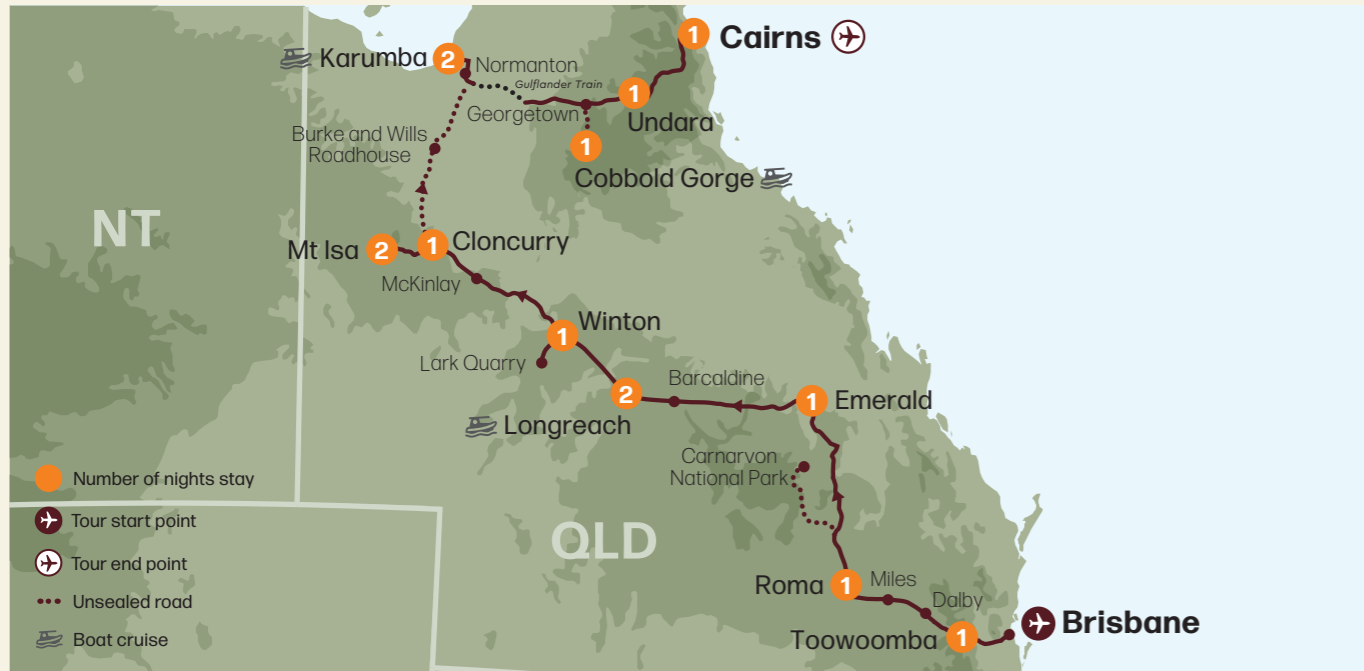 1
Cairns
Karumba
2
Normanton
Gulflander Train
Georgetown
1
Undara
Burke and Wills
Roadhouse
1
Cobbold Gorge
NT
Mt Isa
2
1
Cloncurry
McKinlay
Winton
1
Lark Quarry
Barcaldine
2
Longreach
1
Emerald
Carnarvon
National Park
QLD
Roma
1
Miles
Dalby
Toowoomba
1
Brisbane
Number of nights stay
Tour start point
Tour end point
Unsealed road
Boat cruise